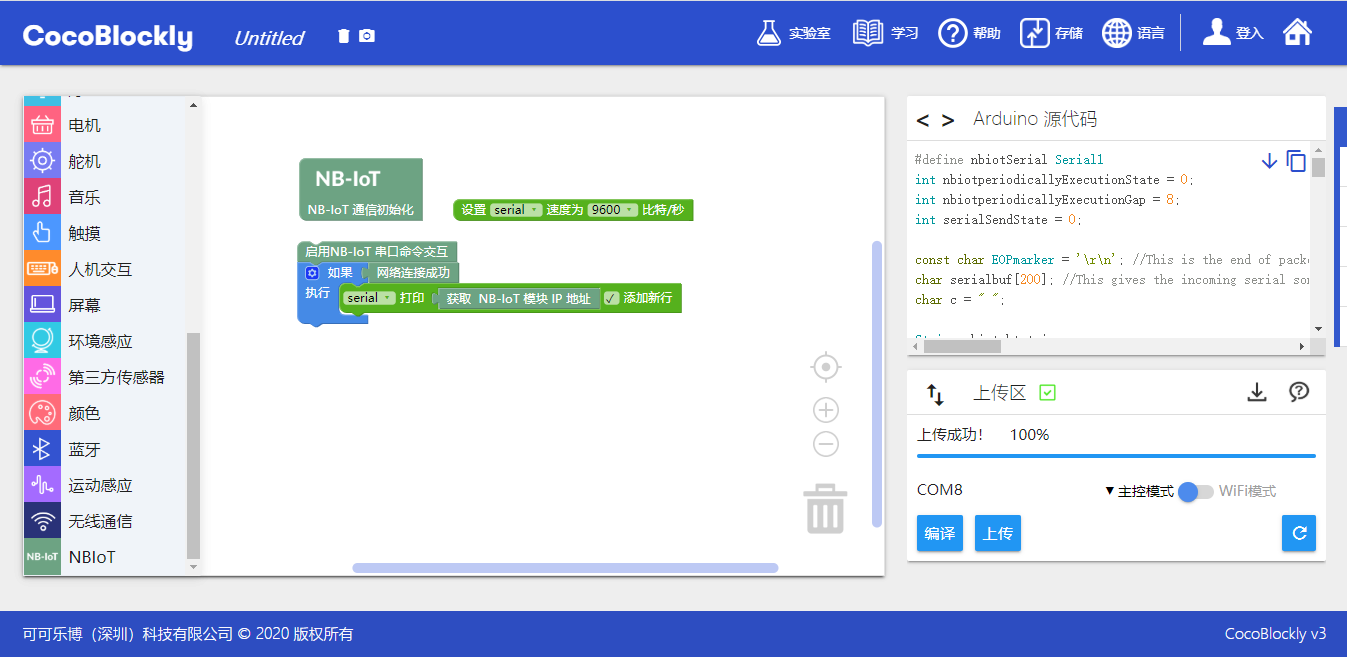 CocoBlockly Untitled 实验室 学习 帮助 存储 语言 登入
电机
舵机
音乐
触摸
人机交互
屏幕
环境感应
第三方传感器
颜色
蓝牙
运动感应
无线通信
NB-IoT NBIoT
NB-IoT
NB-IoT 通信初始化
设置 serial 速度为 9600 比特/秒
启用NB-IoT 串口命令交互
如果 网络连接成功
执行 serial 打印 获取 NB-IoT 模块 IP 地址 添加新行
< > Arduino 源代码
#define nbiotSerial Serial1
int nbiotperiodicallyExecutionState = 0;
int nbiotperiodicallyExecutionGap = 8;
int serialSendState = 0;
const char EOPmarker = '\r\n'; //This is the end of pack
char serialbuf[200]; //This gives the incoming serial so
char c = " ";
上传区
上传成功! 100%
COM8 主控模式 WiFi模式
编译 上传
可可乐博（深圳）科技有限公司 © 2020 版权所有
CocoBlockly v3